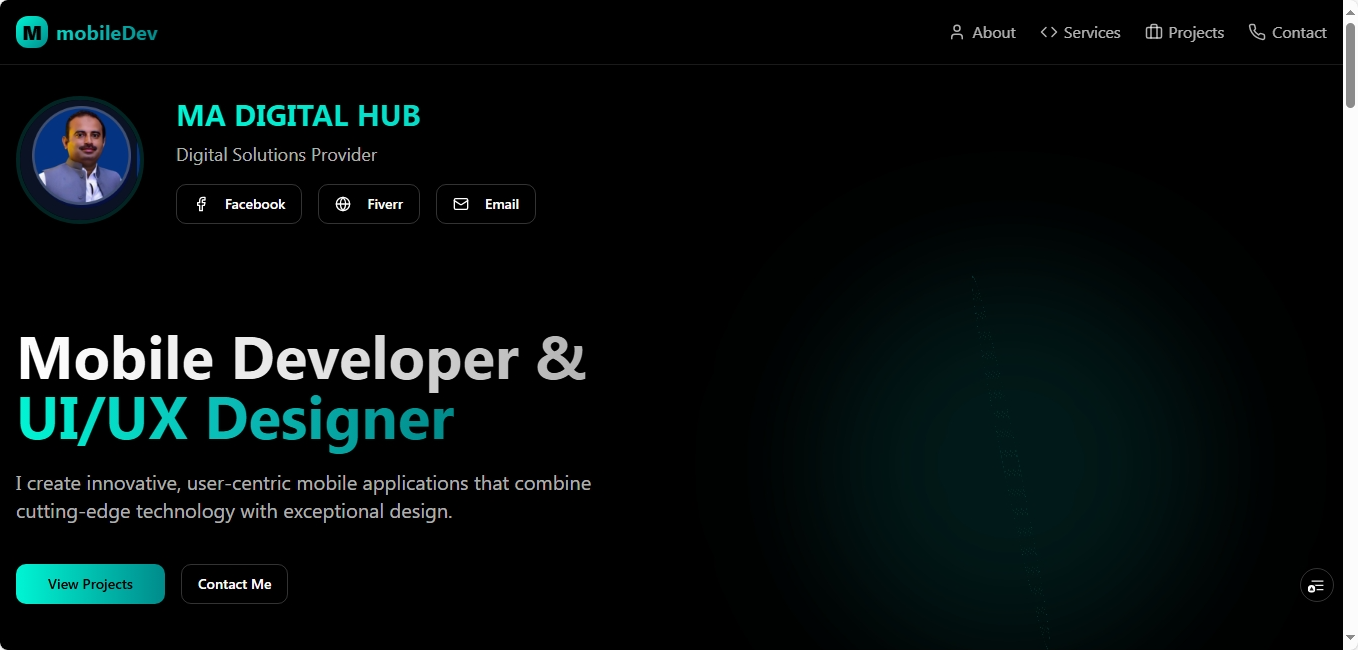 M mobileDev
About Services Projects Contact
MA DIGITAL HUB
Digital Solutions Provider
Facebook Fiverr Email
Mobile Developer &
UI/UX Designer
I create innovative, user-centric mobile applications that combine
cutting-edge technology with exceptional design.
View Projects Contact Me